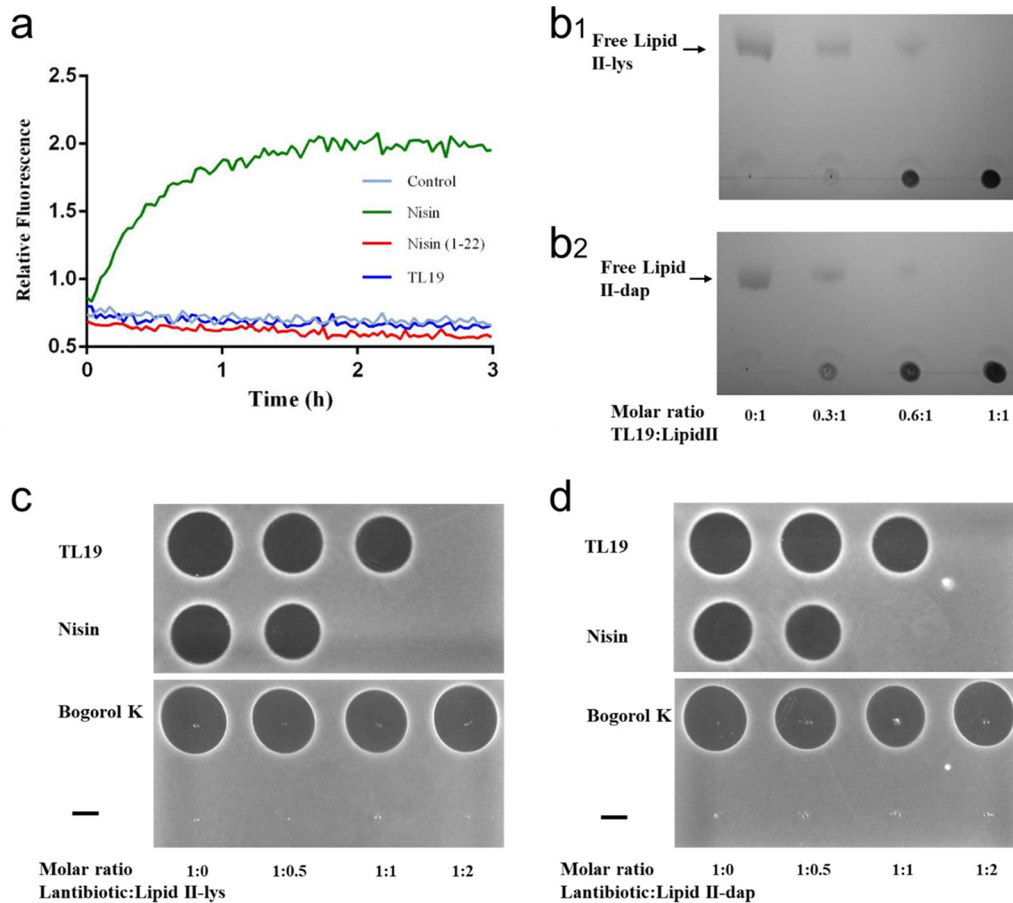 a
Relative Fluorescence
2.5
2.0
1.5
1.0
0.5
0
1
2
3
Time (h)
Control
Nisin
Nisin (1-22)
TL19
b1
Free Lipid
II-lys
b2
Free Lipid
II-dap
Molar ratio
TL19:LipidII
0:1
0.3:1
0.6:1
1:1
c
TL19
Nisin
Bogorol K
Molar ratio
Lantibiotic:Lipid II-lys
1:0
1:0.5
1:1
1:2
d
TL19
Nisin
Bogorol K
Molar ratio
Lantibiotic:Lipid II-dap
1:0
1:0.5
1:1
1:2